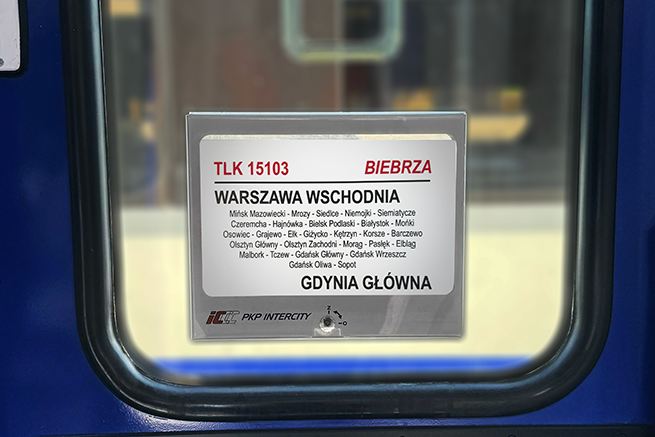 TLK 15103 BIEBRZA
WARSZAWA WSCHODNIA
Mińsk Mazowiecki - Mrozy - Siedlce - Niemojki - Siemiatycze
Czeremcha - Hajnówka - Bielsk Podlaski - Białystok - Mońki
Osowiec - Grajewo - Ełk - Giżycko - Kętrzyn - Korsze - Barczewo
Olsztyn Główny - Olsztyn Zachodni - Morąg - Pasłęk - Elbląg
Malbork - Tczew - Gdańsk Główny - Gdańsk Wrzeszcz
Gdańsk Oliwa - Sopot
GDYNIA GŁÓWNA
IC PKP INTERCITY
Z
O